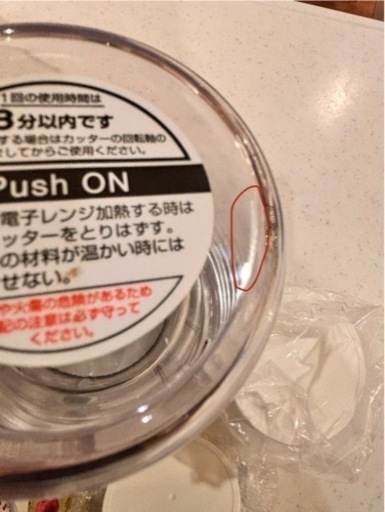 1回の使用時間は
3分以内です
する場合はカッターの回転軸の
してからご使用ください。
Push ON
電子レンジ加熱する時は
ッターをとりはずす。
の材料が温かい時には
せない。
や火傷の危険があるため
記の注意は必ず守って
ください。